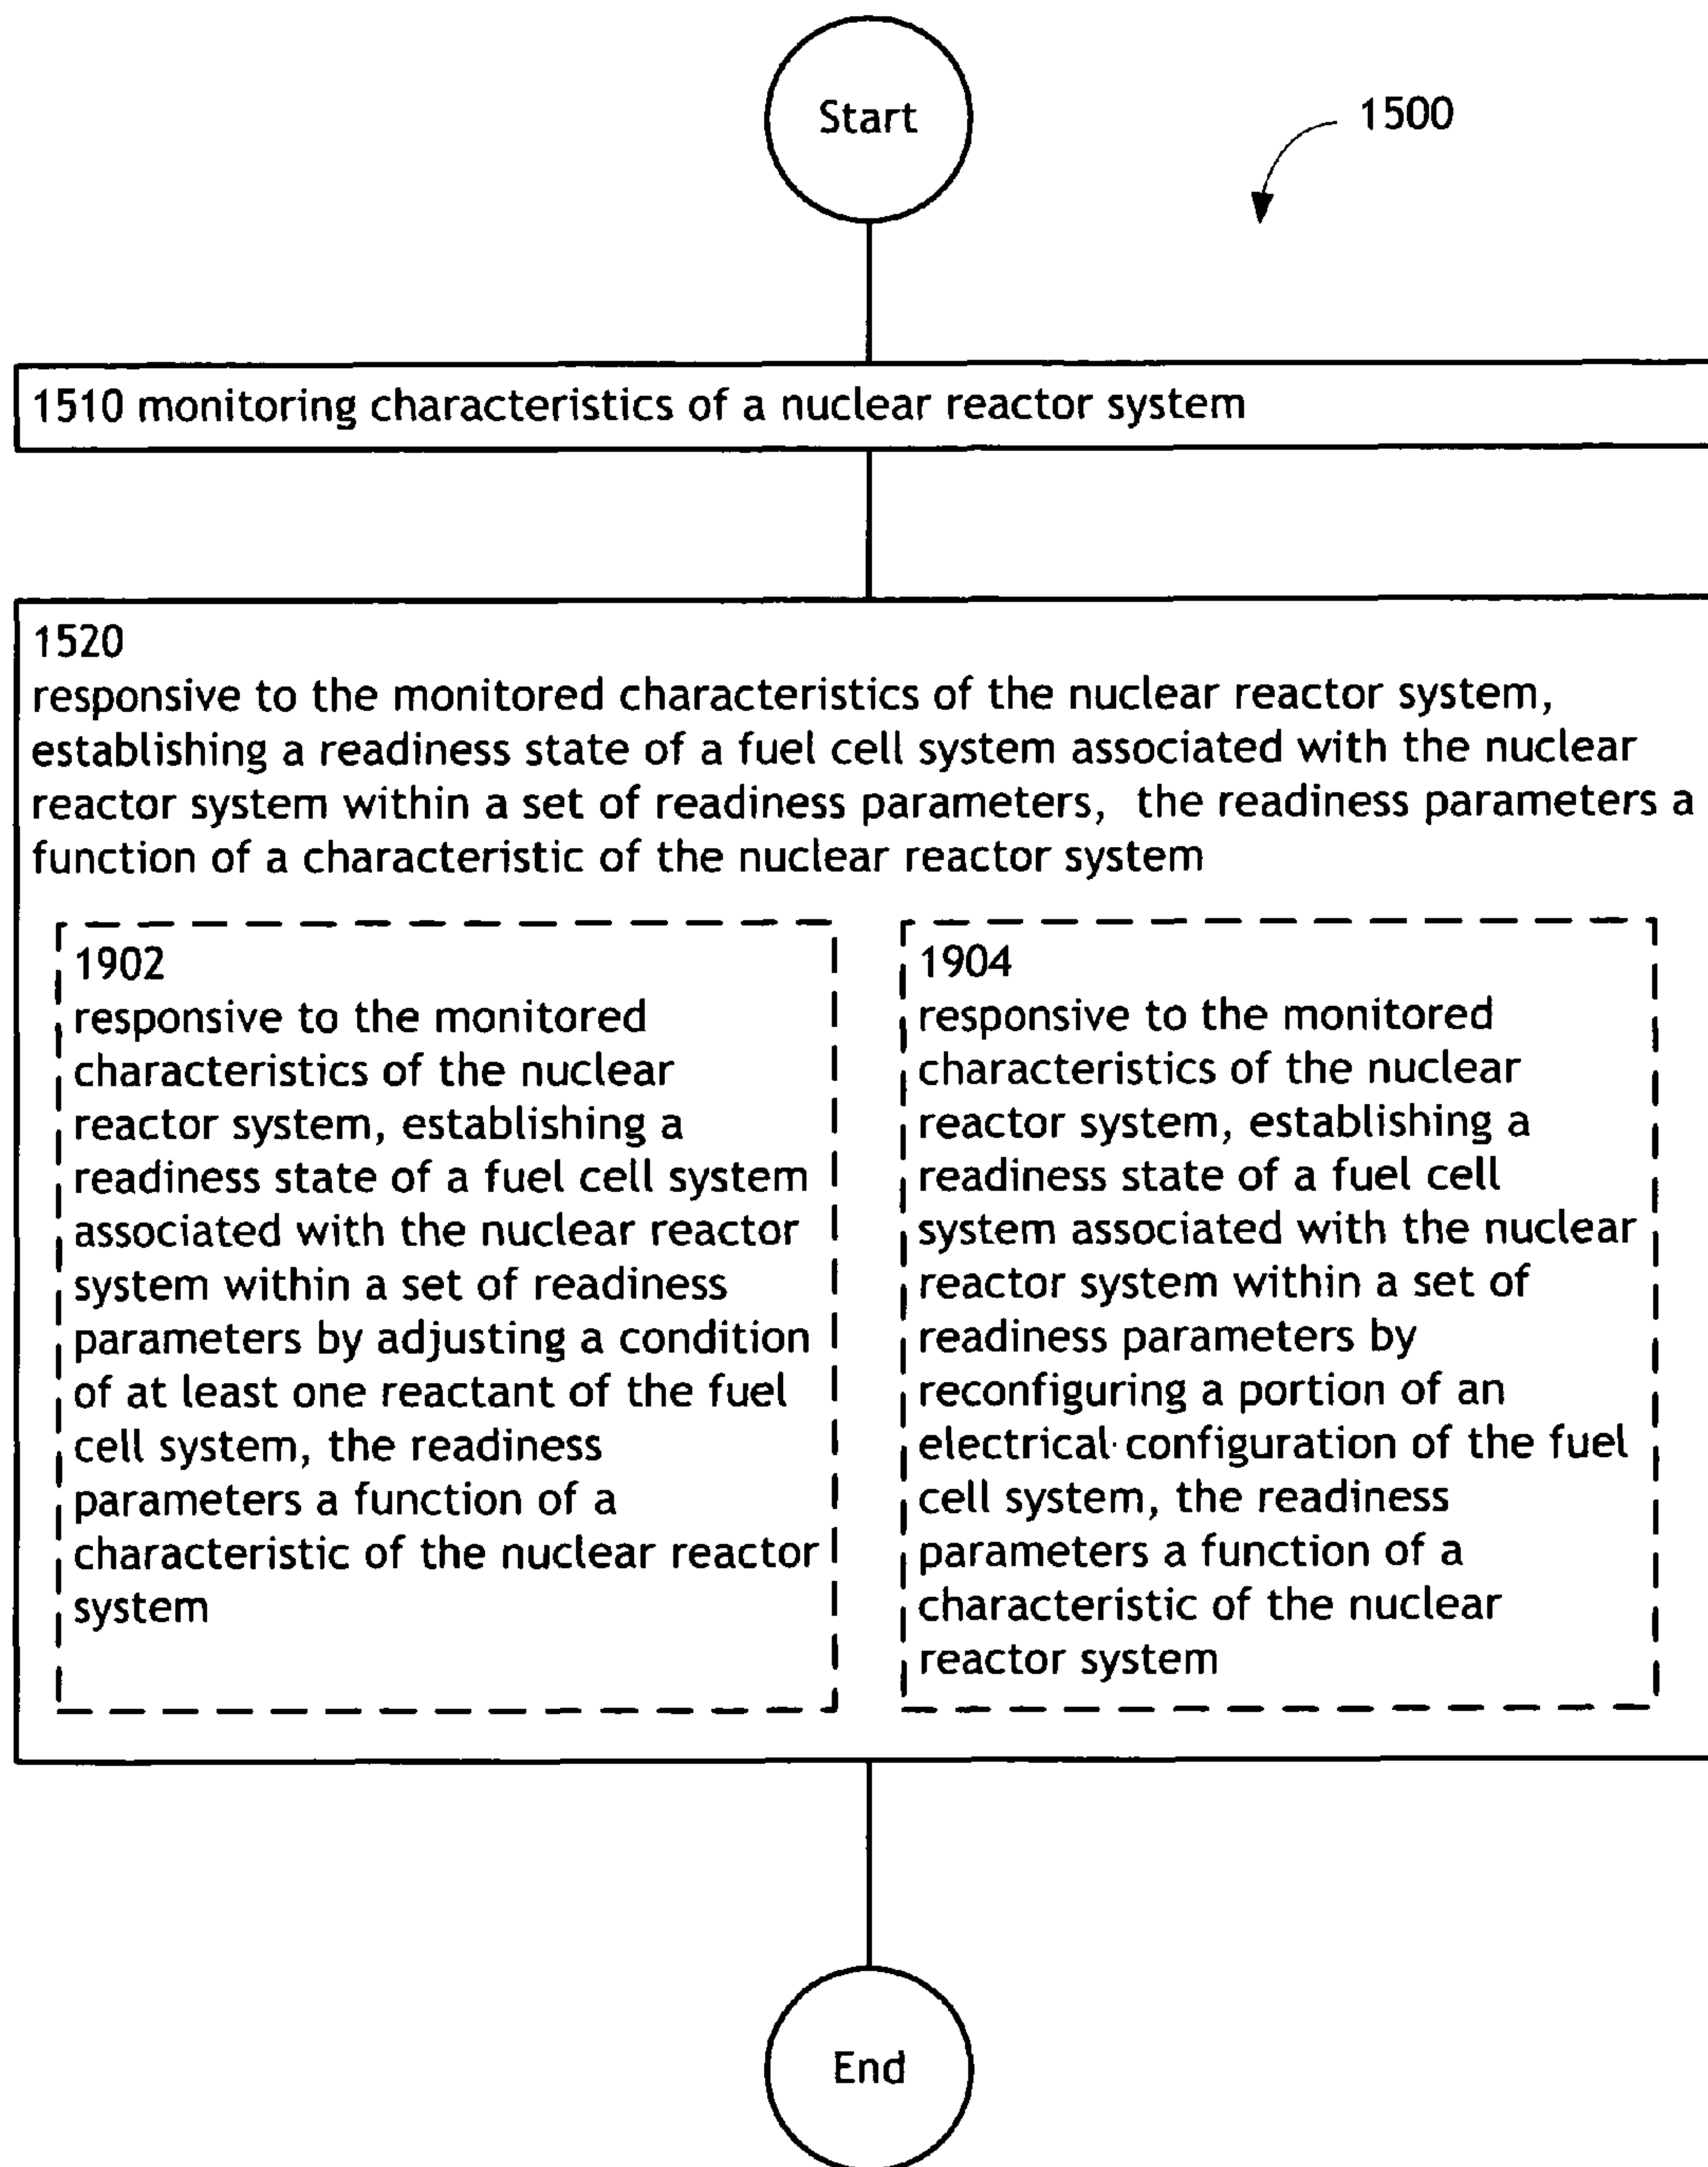 Start
1500
1510 monitoring characteristics of a nuclear reactor system
1520
responsive to the monitored characteristics of the nuclear reactor system,
establishing a readiness state of a fuel cell system associated with the nuclear
reactor system within a set of readiness parameters, the readiness parameters a
function of a characteristic of the nuclear reactor system
1902
responsive to the monitored
characteristics of the nuclear
reactor system, establishing a
readiness state of a fuel cell system
associated with the nuclear reactor
system within a set of readiness
parameters by adjusting a condition
of at least one reactant of the fuel
cell system, the readiness
parameters a function of a
characteristic of the nuclear reactor
system
1904
responsive to the monitored
characteristics of the nuclear
reactor system, establishing a
readiness state of a fuel cell
system associated with the nuclear
reactor system within a set of
readiness parameters by
reconfiguring a portion of an
electrical configuration of the fuel
cell system, the readiness
parameters a function of a
characteristic of the nuclear
reactor system
End